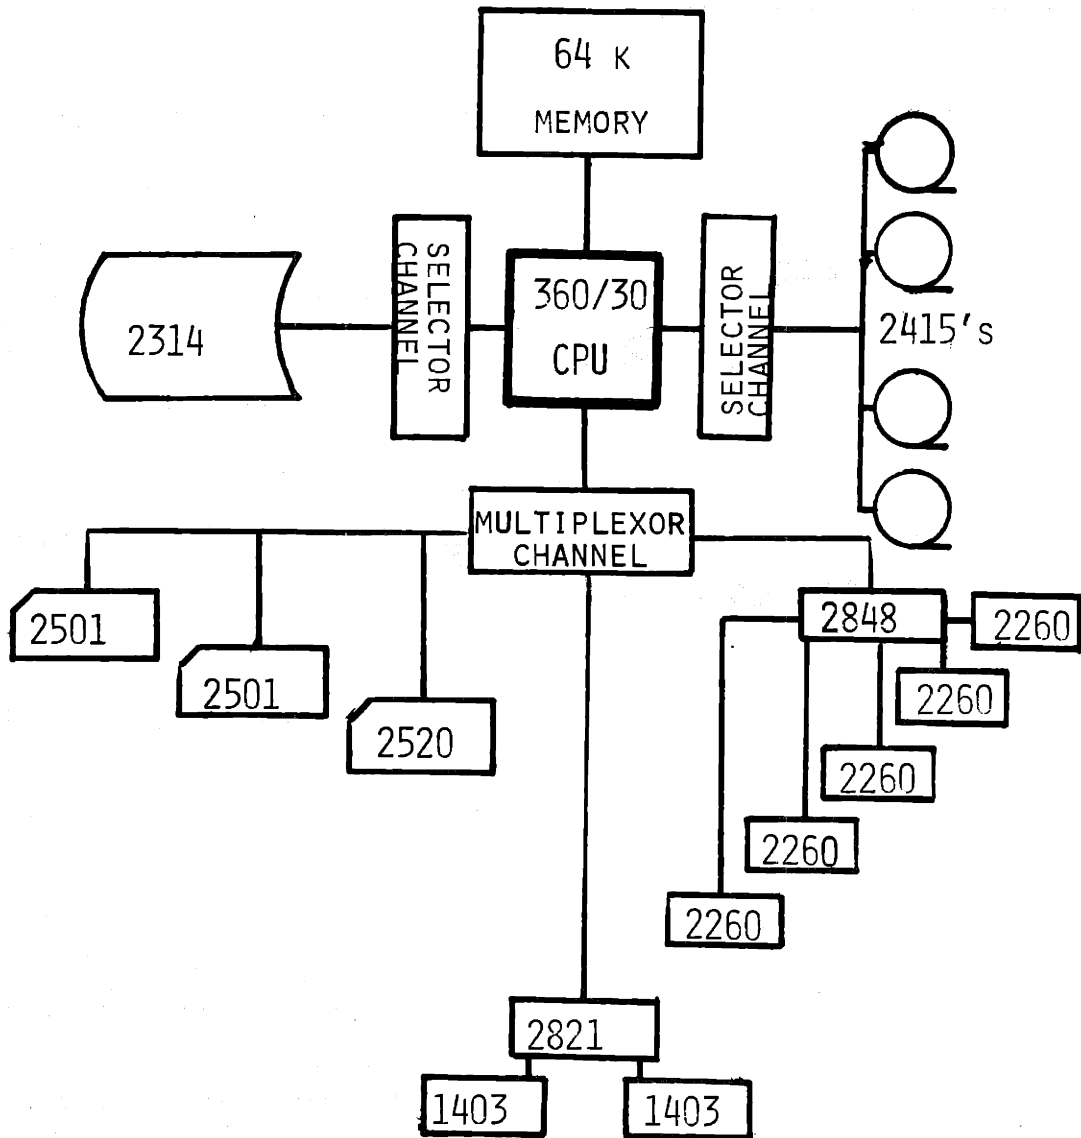 64 K
MEMORY
SELECTOR
CHANNEL
360/30
CPU
SELECTOR
CHANNEL
2314
2415's
MULTIPLEXOR
CHANNEL
2501
2501
2520
2848
2260
2260
2260
2260
2260
2821
1403
1403